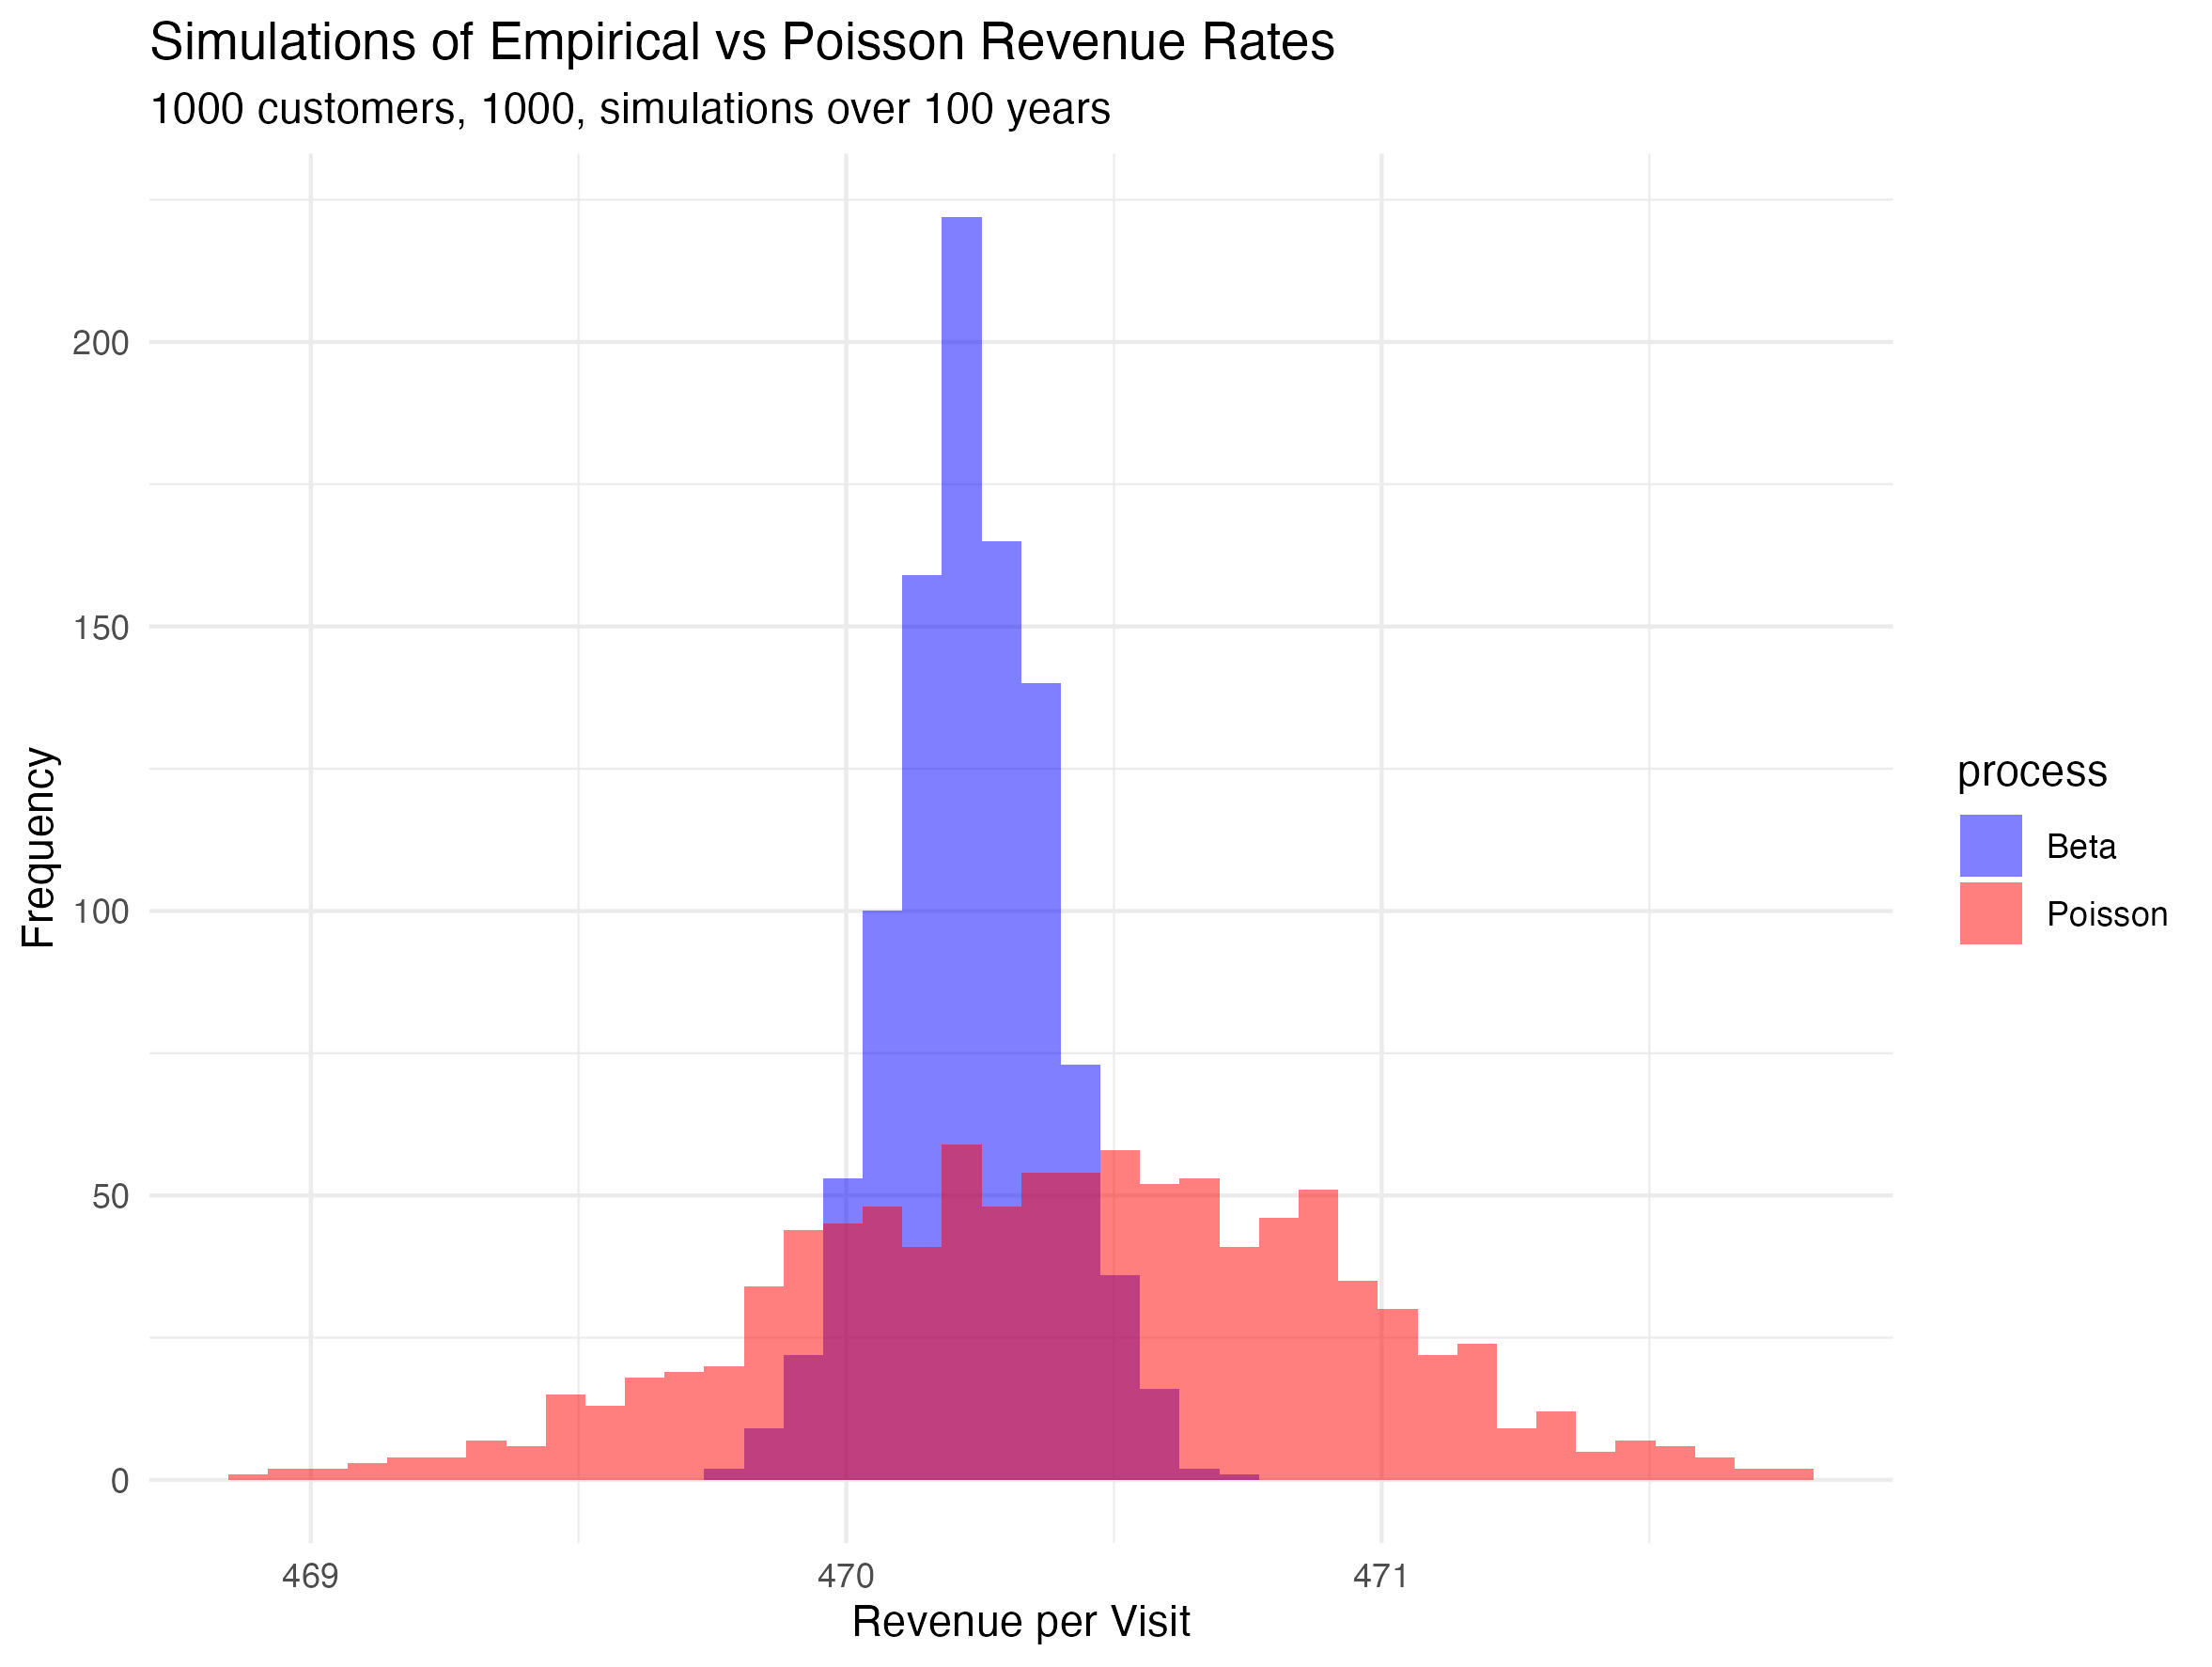 Simulations of Empirical vs Poisson Revenue Rates
1000 customers, 1000, simulations over 100 years
200
150
100
50
0
Frequency
469
470
471
Revenue per Visit
process
Beta
Poisson